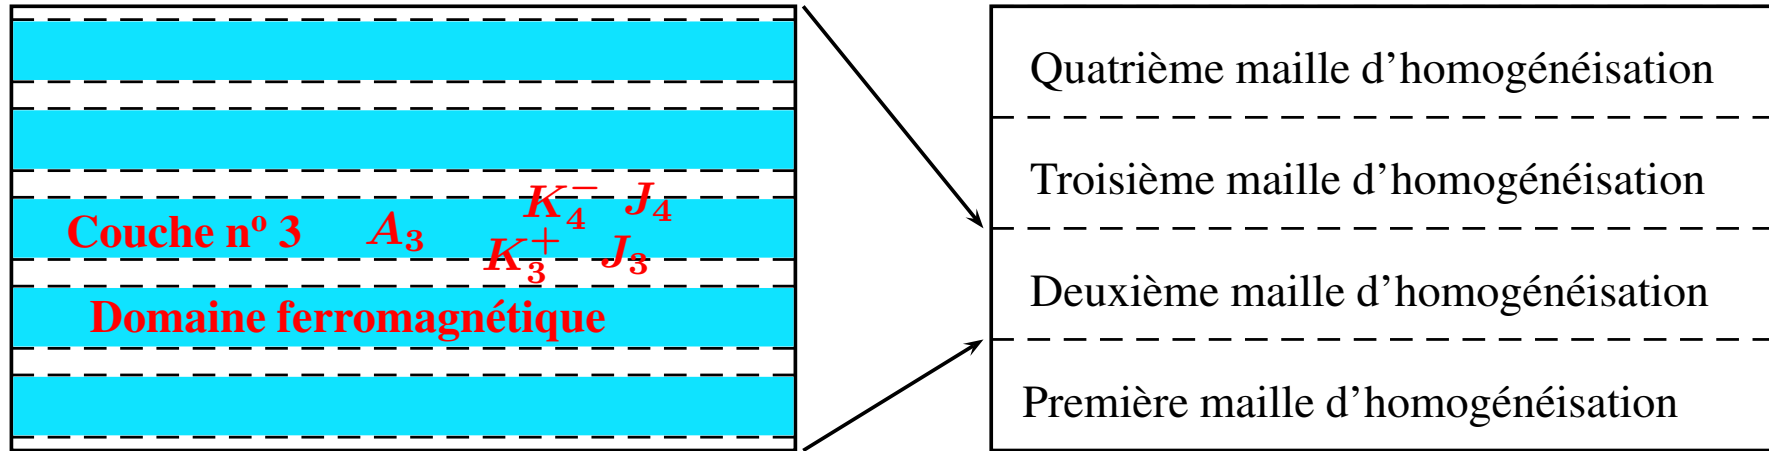 K₄⁻ J₄
Couche nº 3 A₃
K₃⁺ J₃
Domaine ferromagnétique
Quatrième maille d’homogénéisation
Troisième maille d’homogénéisation
Deuxième maille d’homogénéisation
Première maille d’homogénéisation